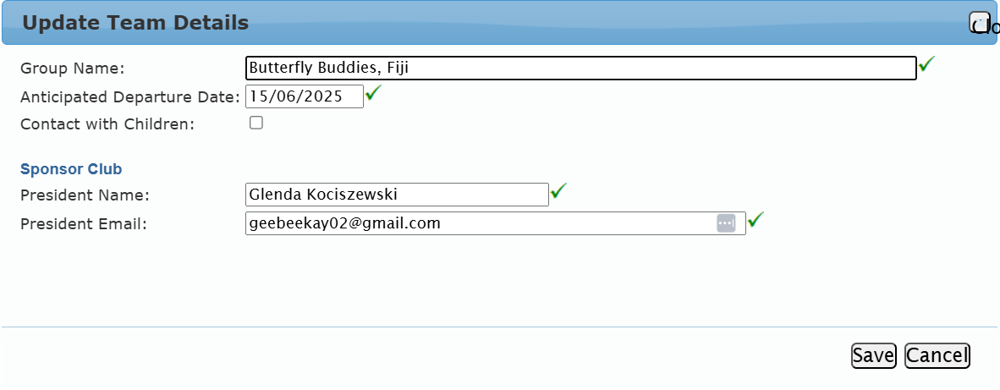 Update Team Details
Clo
Group Name: Butterfly Buddies, Fiji
Anticipated Departure Date: 15/06/2025
Contact with Children:
Sponsor Club
President Name: Glenda Kociszewski
President Email: geebeekay02@gmail.com
Save Cancel